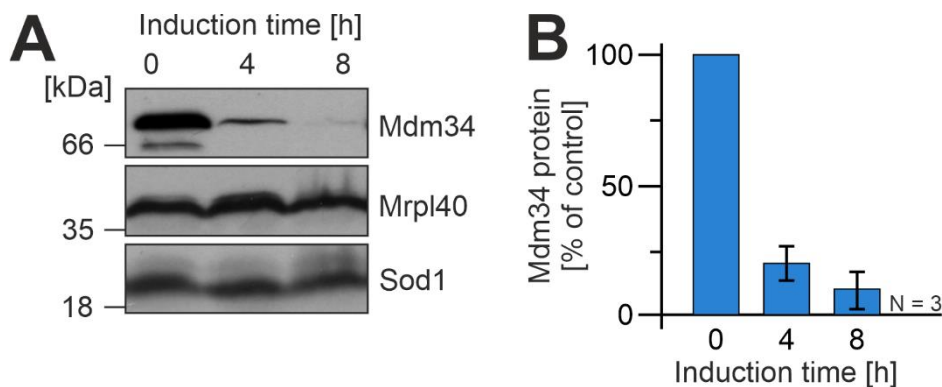 A
Induction time [h]
0 4 8
[kDa]
Mdm34
66
Mrpl40
35
Sod1
18
B
Mdm34 protein
[% of control]
100
50
0
N = 3
0 4 8
Induction time [h]